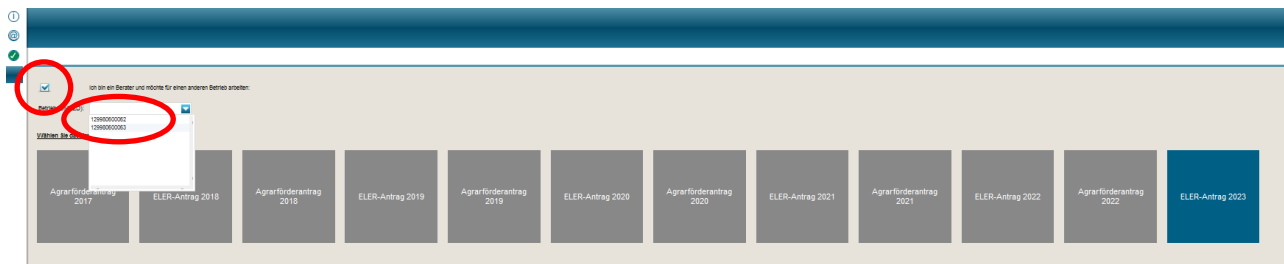 Ich bin ein Berater und möchte für einen anderen Betrieb arbeiten:
129980600062
129980600063
Wählen Sie
Agrarförderantrag
2017
ELER-Antrag 2018
Agrarförderantrag
2018
ELER-Antrag 2019
Agrarförderantrag
2019
ELER-Antrag 2020
Agrarförderantrag
2020
ELER-Antrag 2021
Agrarförderantrag
2021
ELER-Antrag 2022
Agrarförderantrag
2022
ELER-Antrag 2023